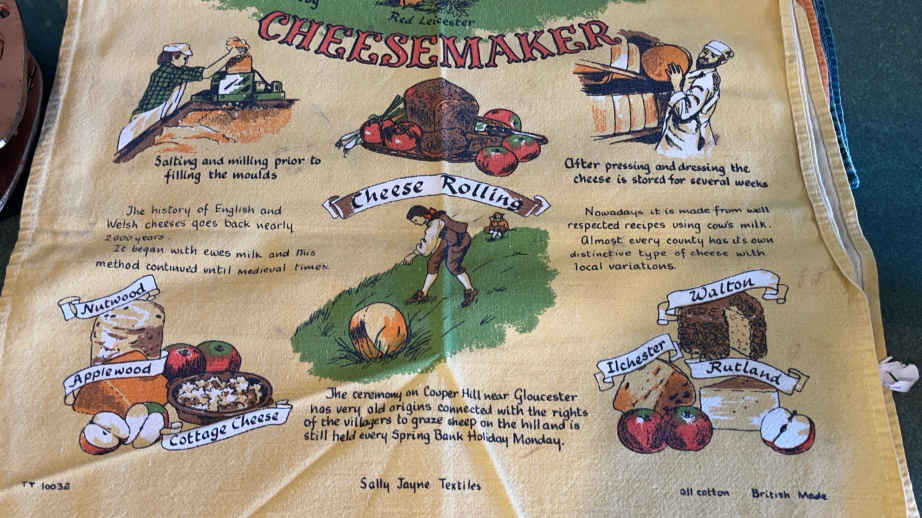 Red Leicester
CHEESEMAKER
Salting and milling prior to
filling the moulds
After pressing and dressing the
cheese is stored for several weeks
Cheese Rolling
The history of English and
Welsh cheeses goes back nearly
2000 years.
It began with ewes milk and this
method continued until medieval times.
Nowadays it is made from well
respected recipes using cow's milk.
Almost every county has its own
distinctive type of cheese with
local variations.
Nutwood
Applewood
Cottage Cheese
Walton
Ilchester
Rutland
The ceremony on Cooper Hill near Gloucester
has very old origins connected with the rights
of the villagers to graze sheep on the hill and is
still held every Spring Bank Holiday Monday.
TT 10032
Sally Jayne Textiles
all cotton British Made